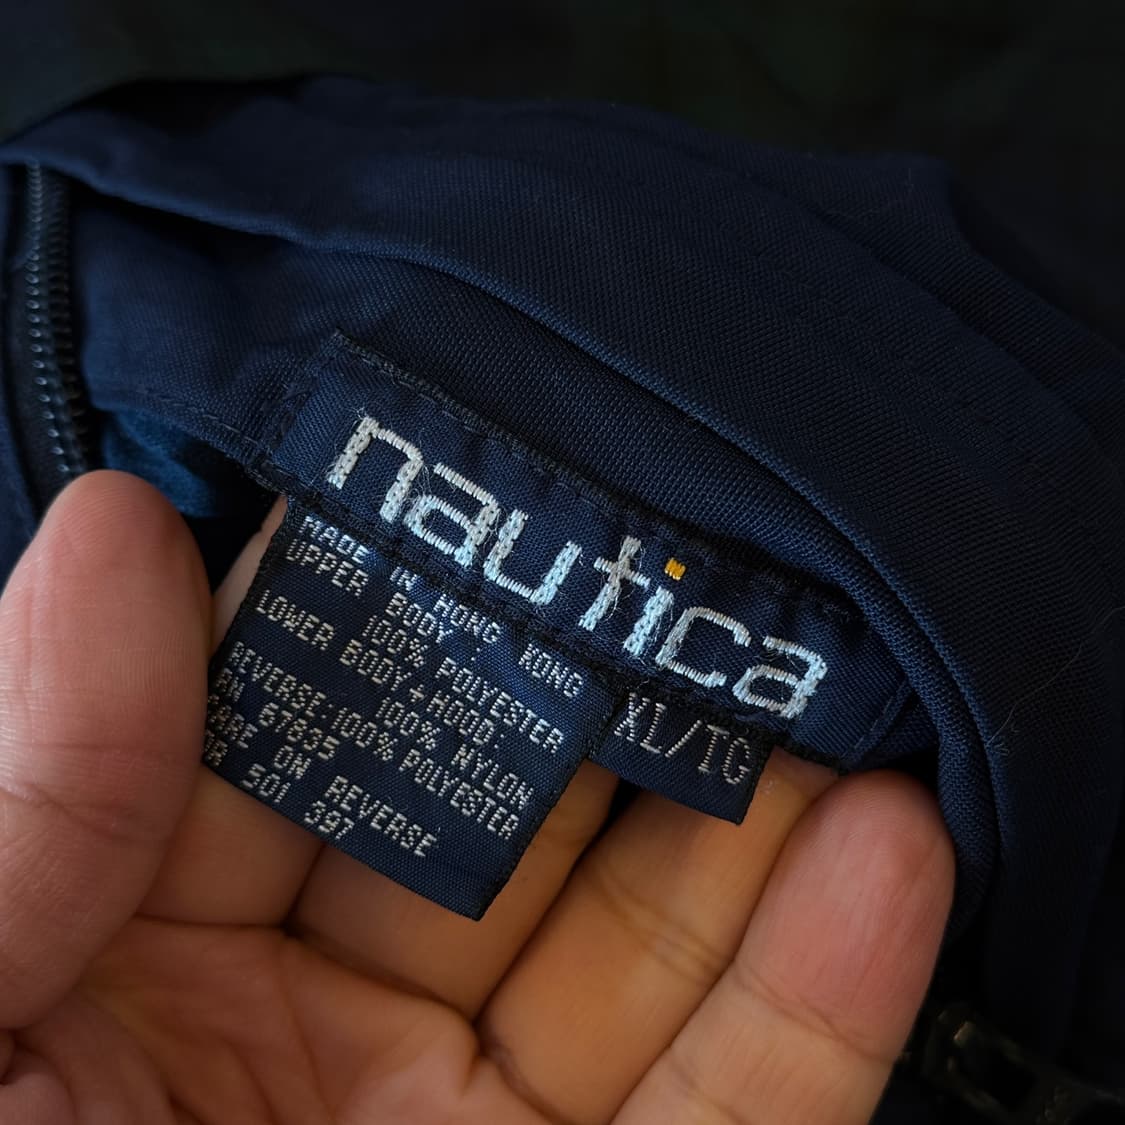 nautica
XL/TG
MADE IN HONG KONG
UPPER BODY:
100% POLYESTER
LOWER BODY+HOOD:
100% NYLON
REVERSE:100% POLYESTER
RN 67835
CARE ON REVERSE
501 397